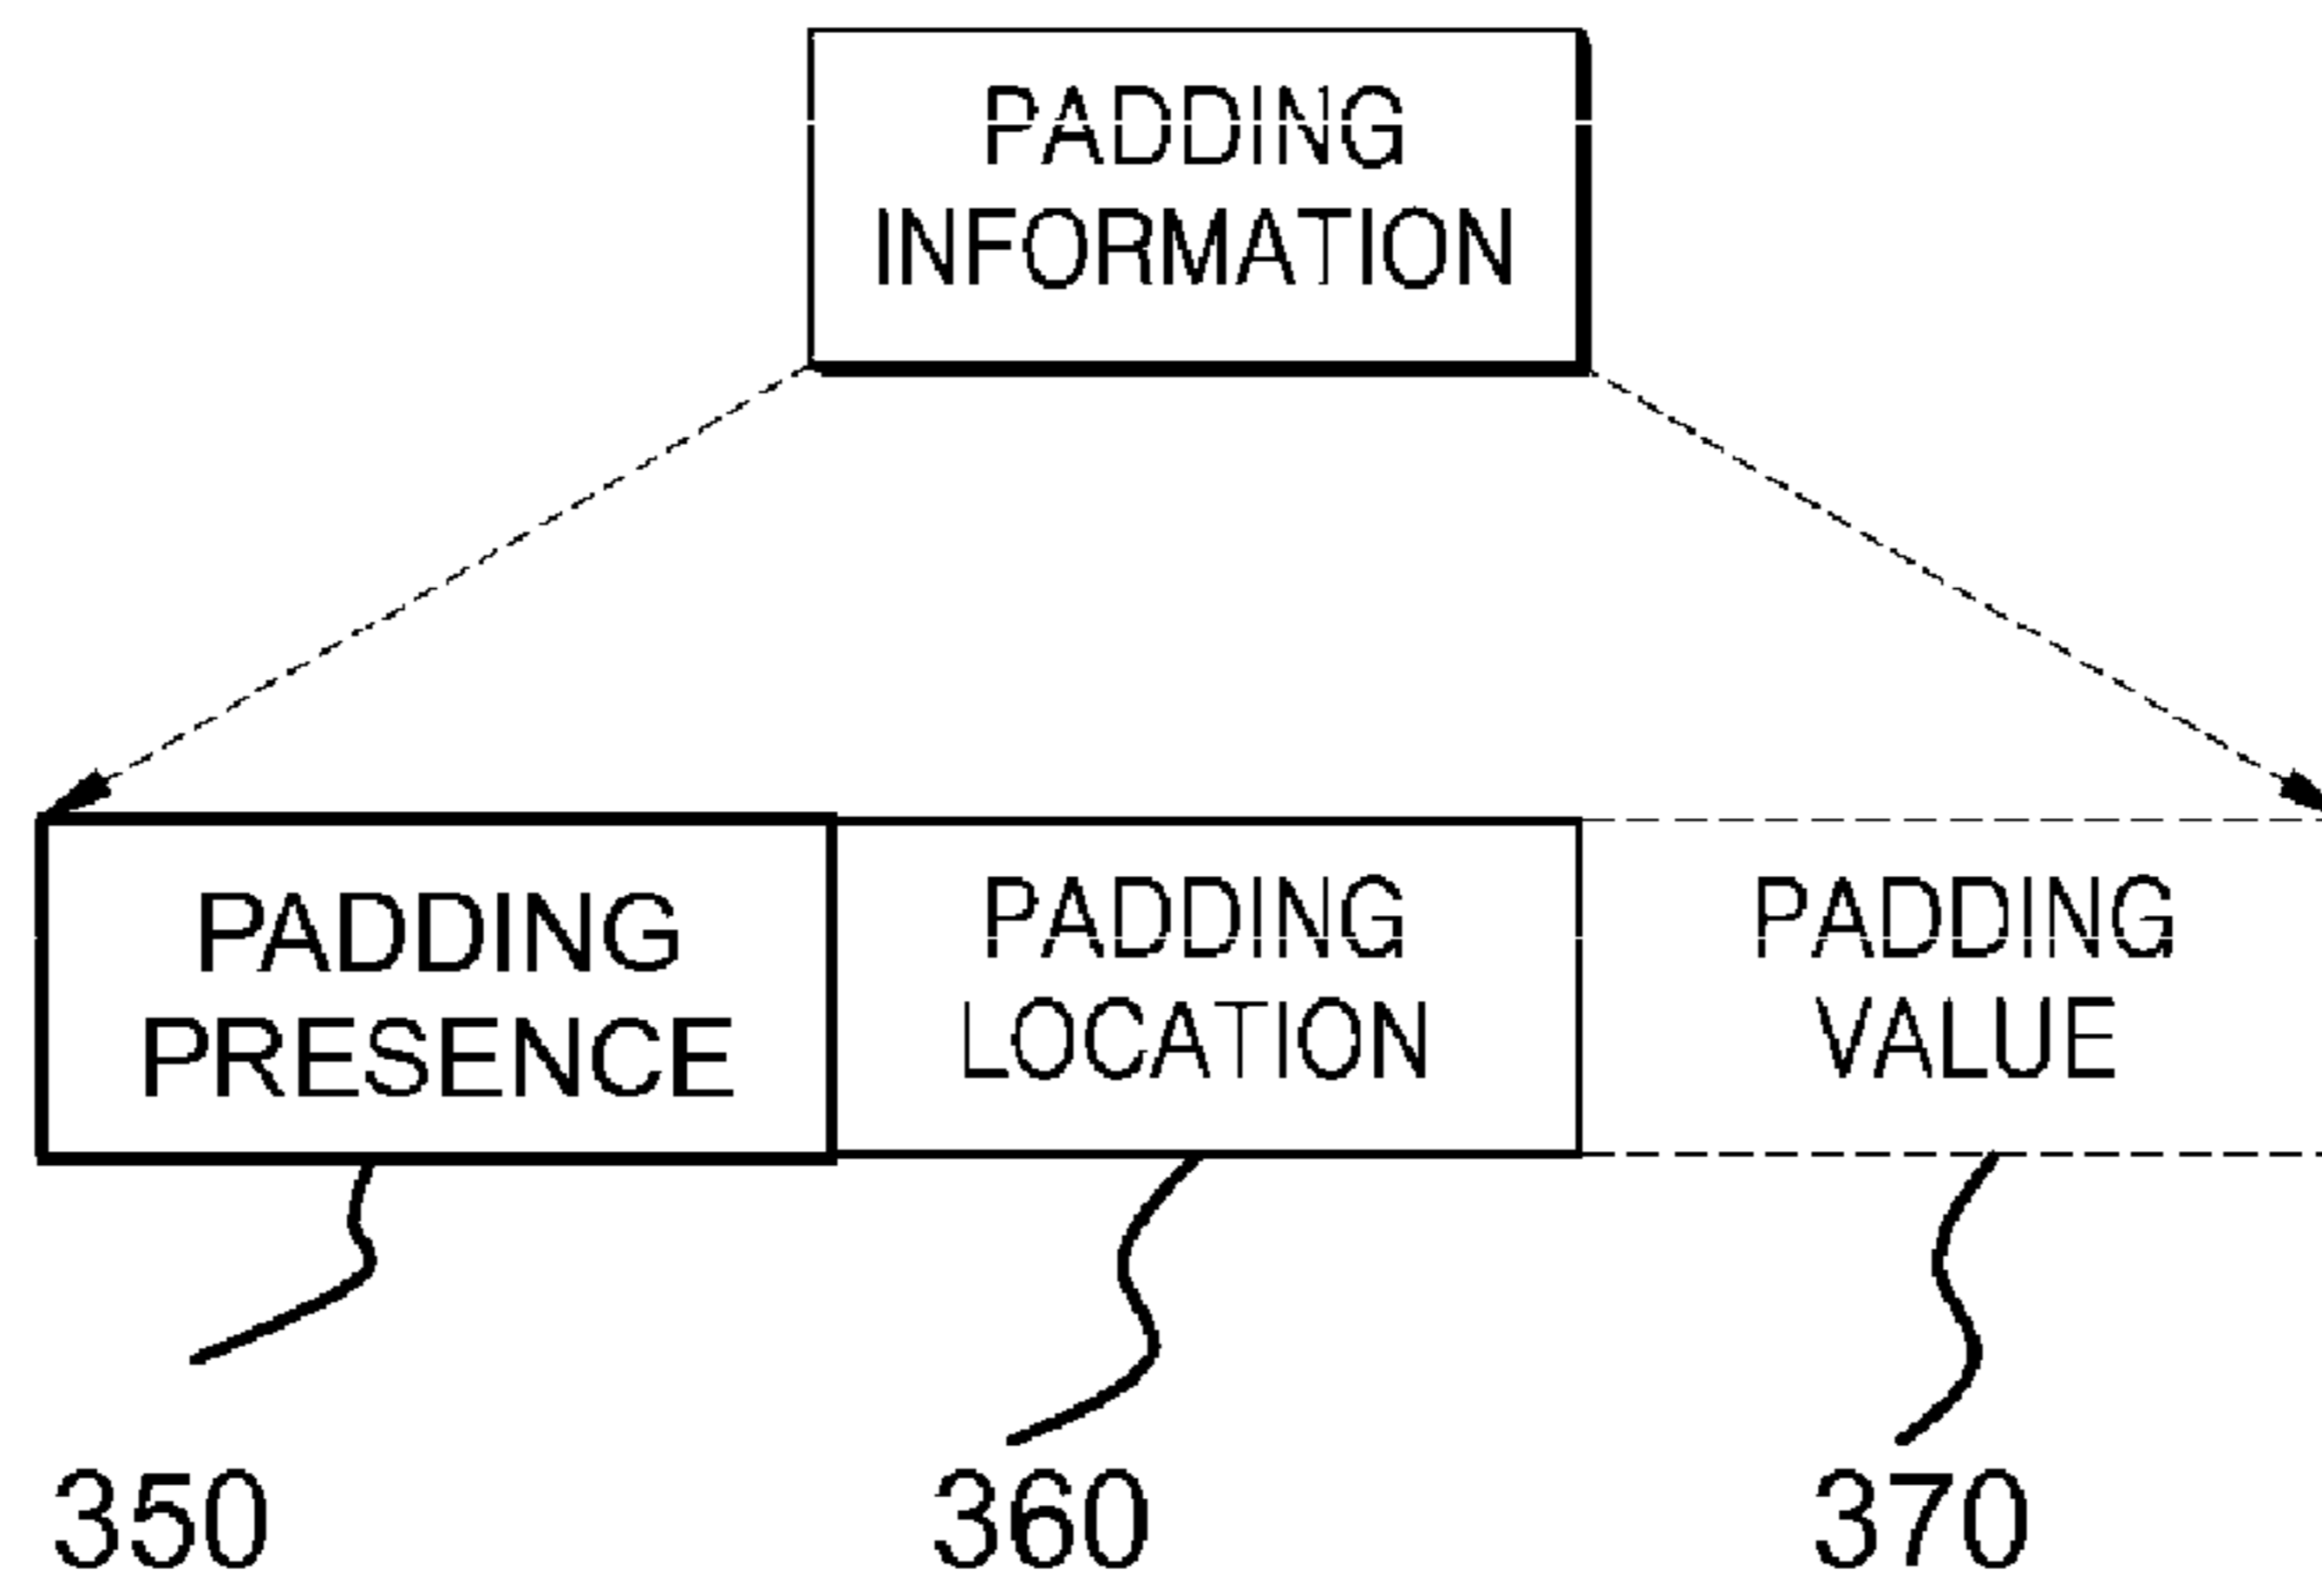 PADDING
INFORMATION
PADDING
PRESENCE
PADDING
LOCATION
PADDING
VALUE
350
360
370